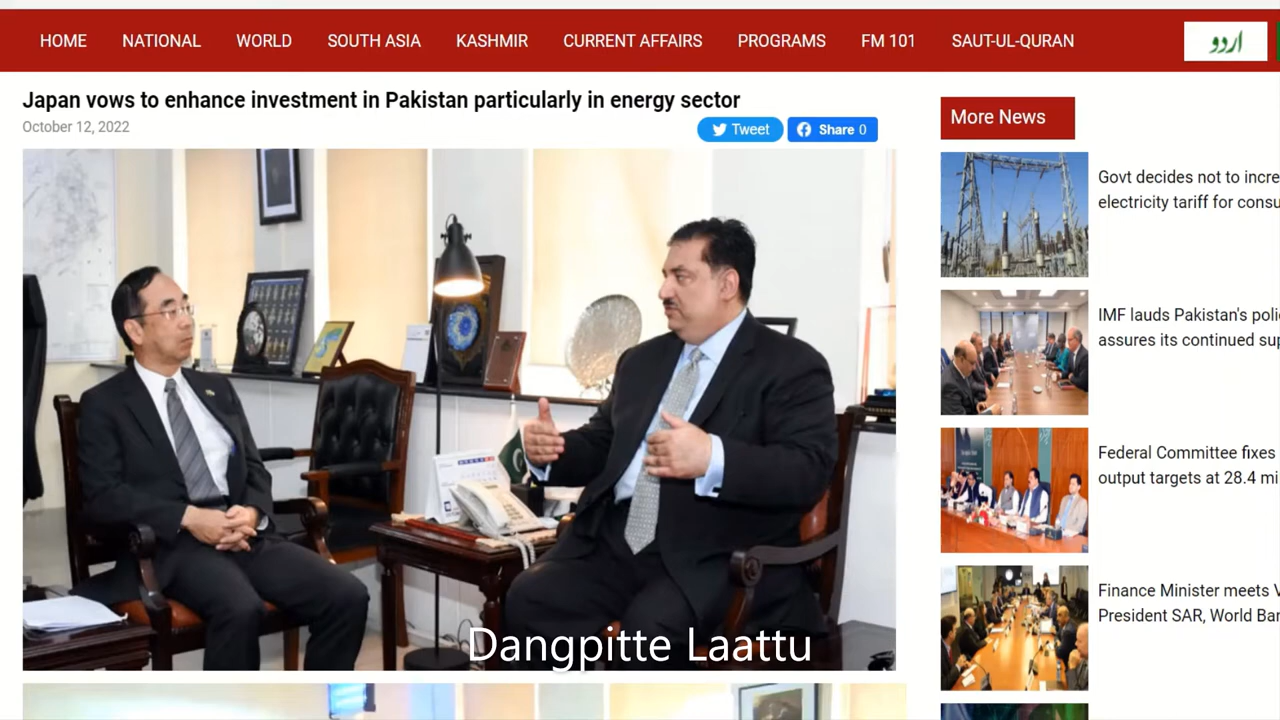 HOME NATIONAL WORLD SOUTH ASIA KASHMIR CURRENT AFFAIRS PROGRAMS FM 101 SAUT-UL-QURAN اردو
Japan vows to enhance investment in Pakistan particularly in energy sector
October 12, 2022
Tweet
Share 0
Dangpitte Laattu
More News
Govt decides not to incre
electricity tariff for consu
IMF lauds Pakistan's poli
assures its continued sup
Federal Committee fixes
output targets at 28.4 mi
Finance Minister meets V
President SAR, World Ban